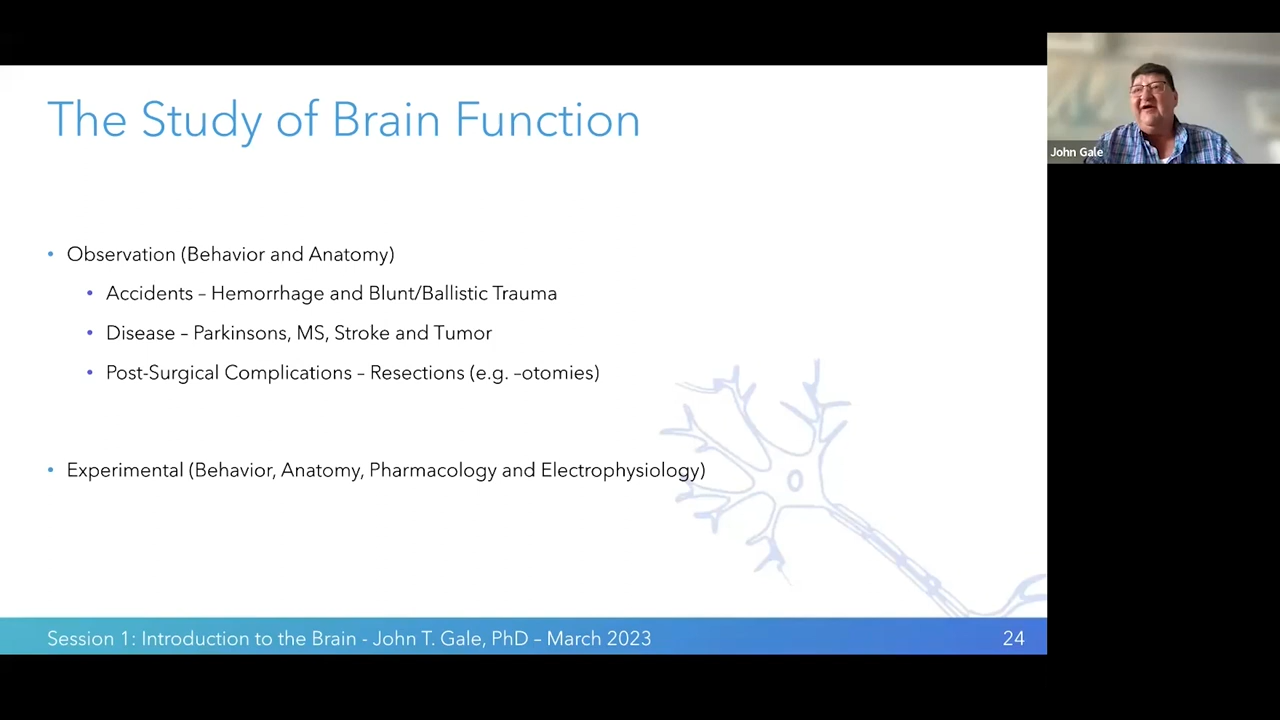 The Study of Brain Function
John Gale
• Observation (Behavior and Anatomy)
• Accidents – Hemorrhage and Blunt/Ballistic Trauma
• Disease – Parkinsons, MS, Stroke and Tumor
• Post-Surgical Complications – Resections (e.g. –otomies)
• Experimental (Behavior, Anatomy, Pharmacology and Electrophysiology)
Session 1: Introduction to the Brain - John T. Gale, PhD – March 2023
24